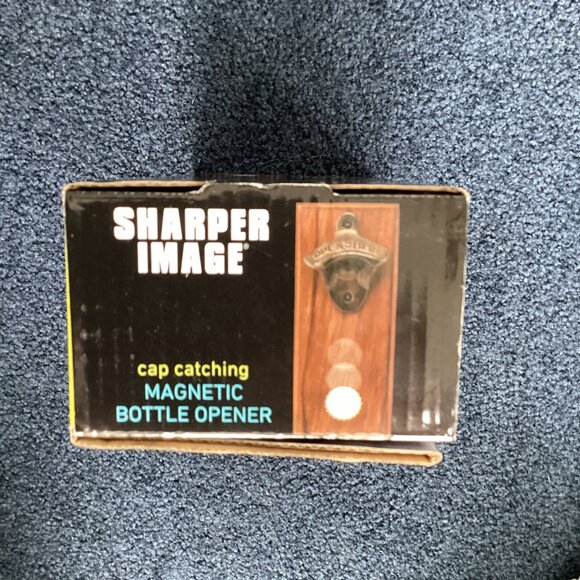 SHARPER
IMAGE®
cap catching
MAGNETIC
BOTTLE OPENER